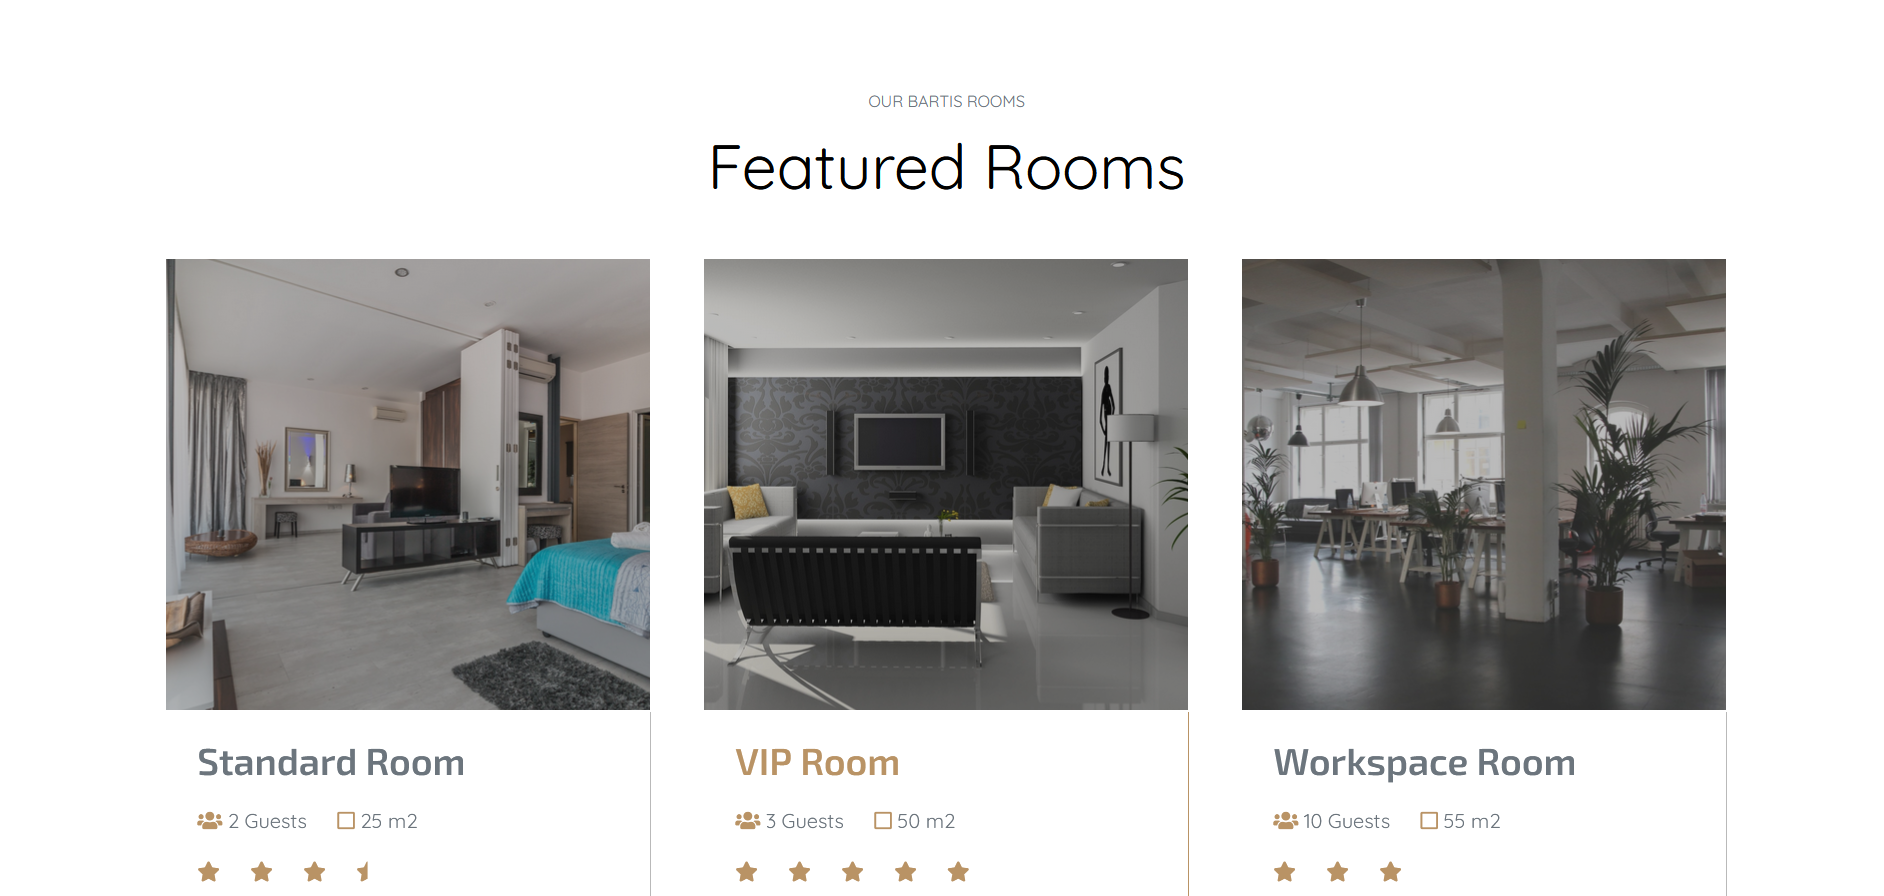 OUR BARTIS ROOMS
Featured Rooms
Standard Room
2 Guests 25 m2
VIP Room
3 Guests 50 m2
Workspace Room
10 Guests 55 m2